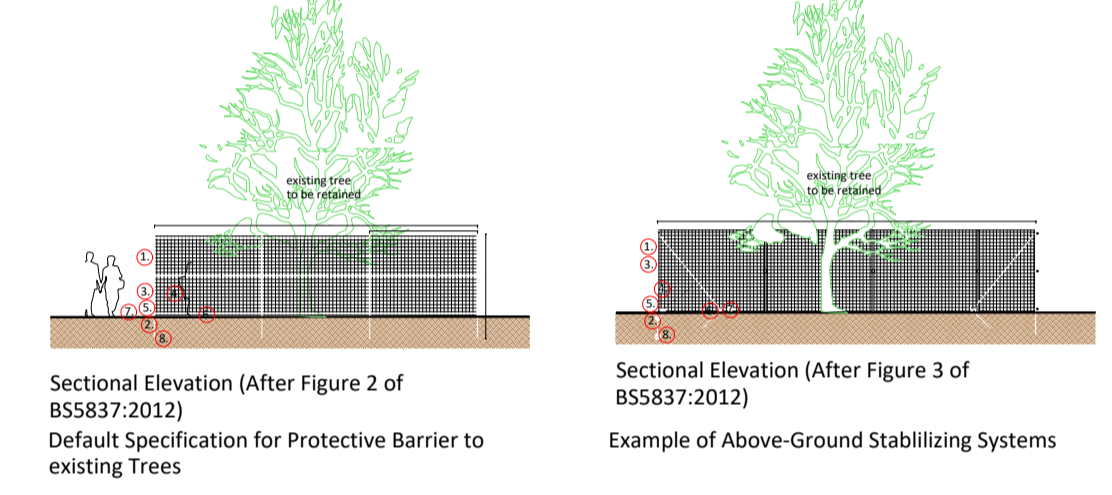 existing tree
to be retained
1.
3.
4.
5.
7.
6.
2.
8.
Sectional Elevation (After Figure 2 of
BS5837:2012)
Default Specification for Protective Barrier to
existing Trees
existing tree
to be retained
1.
3.
5.
2.
8.
Sectional Elevation (After Figure 3 of
BS5837:2012)
Example of Above-Ground Stablilizing Systems